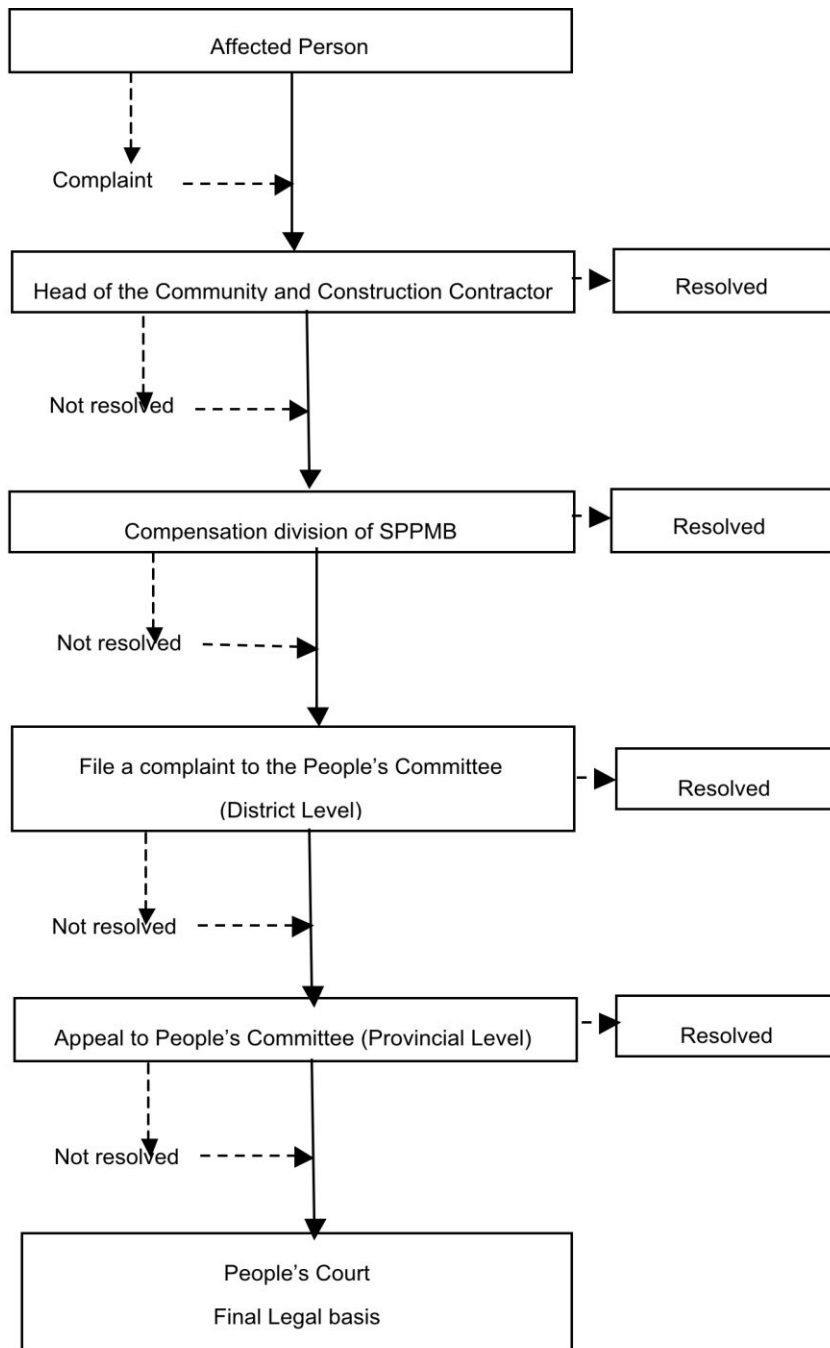 Affected Person
Complaint
Head of the Community and Construction Contractor
Resolved
Not resolved
Compensation division of SPPMB
Resolved
Not resolved
File a complaint to the People’s Committee
(District Level)
Resolved
Not resolved
Appeal to People’s Committee (Provincial Level)
Resolved
Not resolved
People’s Court
Final Legal basis